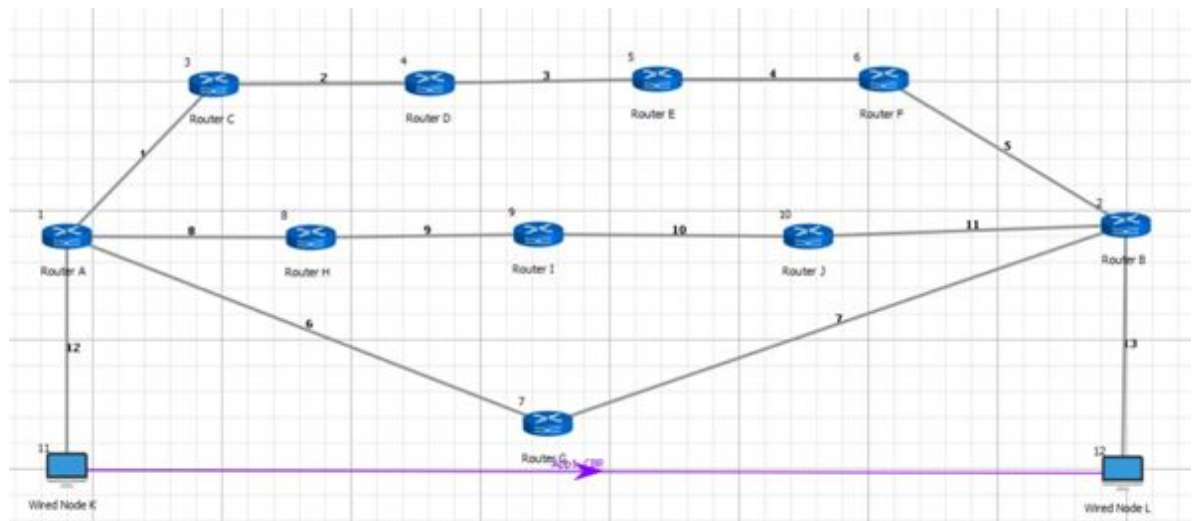 3
4
5
6
2
3
4
Router C
Router D
Router E
Router F
1
5
1
8
9
10
2
8
9
10
11
Router A
Router H
Router I
Router J
Router B
6
7
12
13
7
11
Router G
App1_CBR
12
Wired Node K
Wired Node L